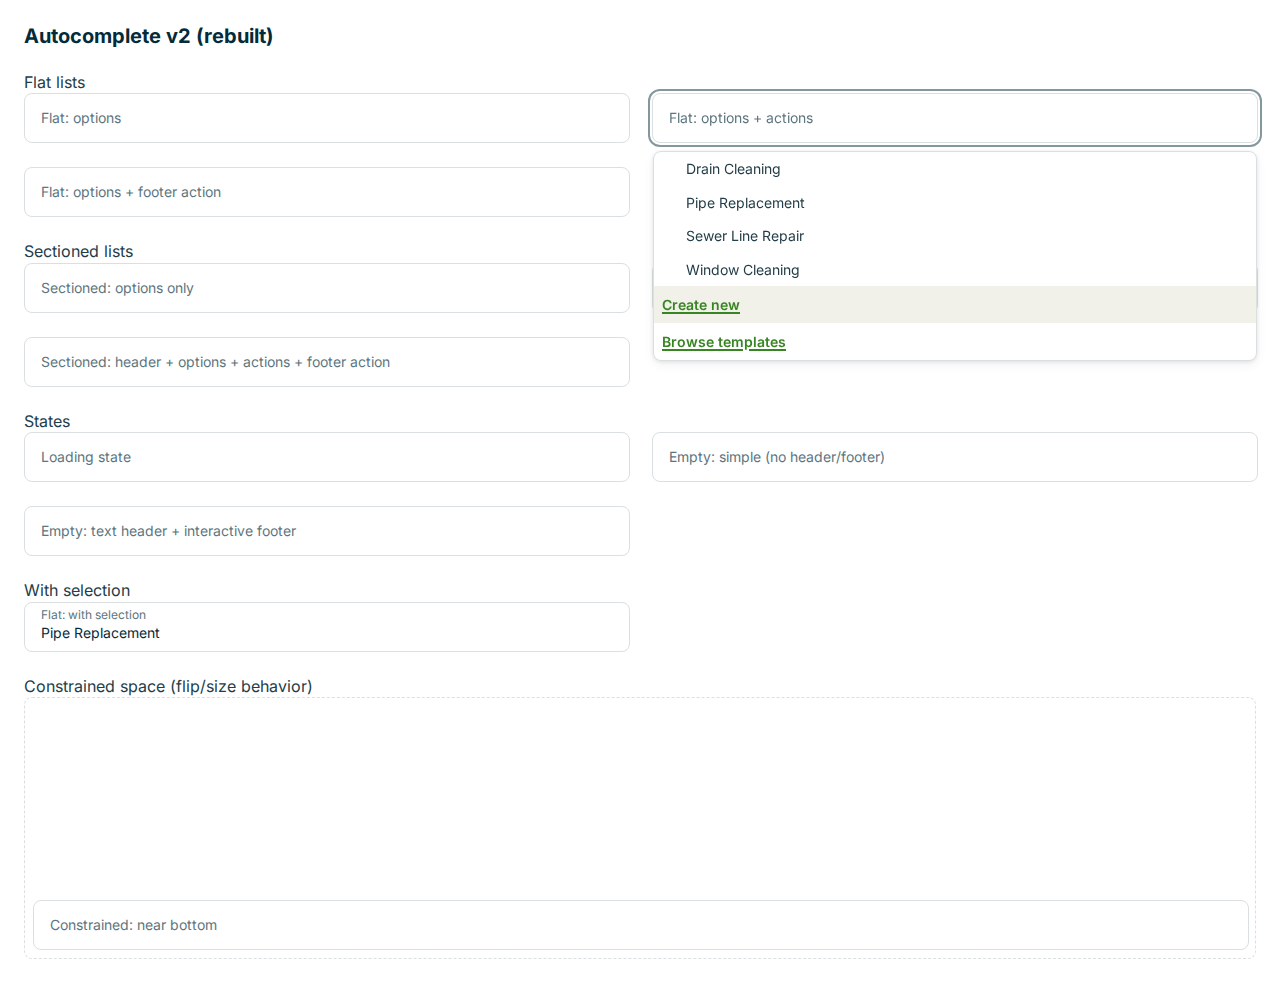 Autocomplete v2 (rebuilt)
Flat lists
Flat: options
Flat: options + actions
Drain Cleaning
Pipe Replacement
Sewer Line Repair
Window Cleaning
Create new
Browse templates
Flat: options + footer action
Sectioned lists
Sectioned: options only
Sectioned: header + options + actions + footer action
States
Loading state
Empty: simple (no header/footer)
Empty: text header + interactive footer
With selection
Flat: with selection
Pipe Replacement
Constrained space (flip/size behavior)
Constrained: near bottom